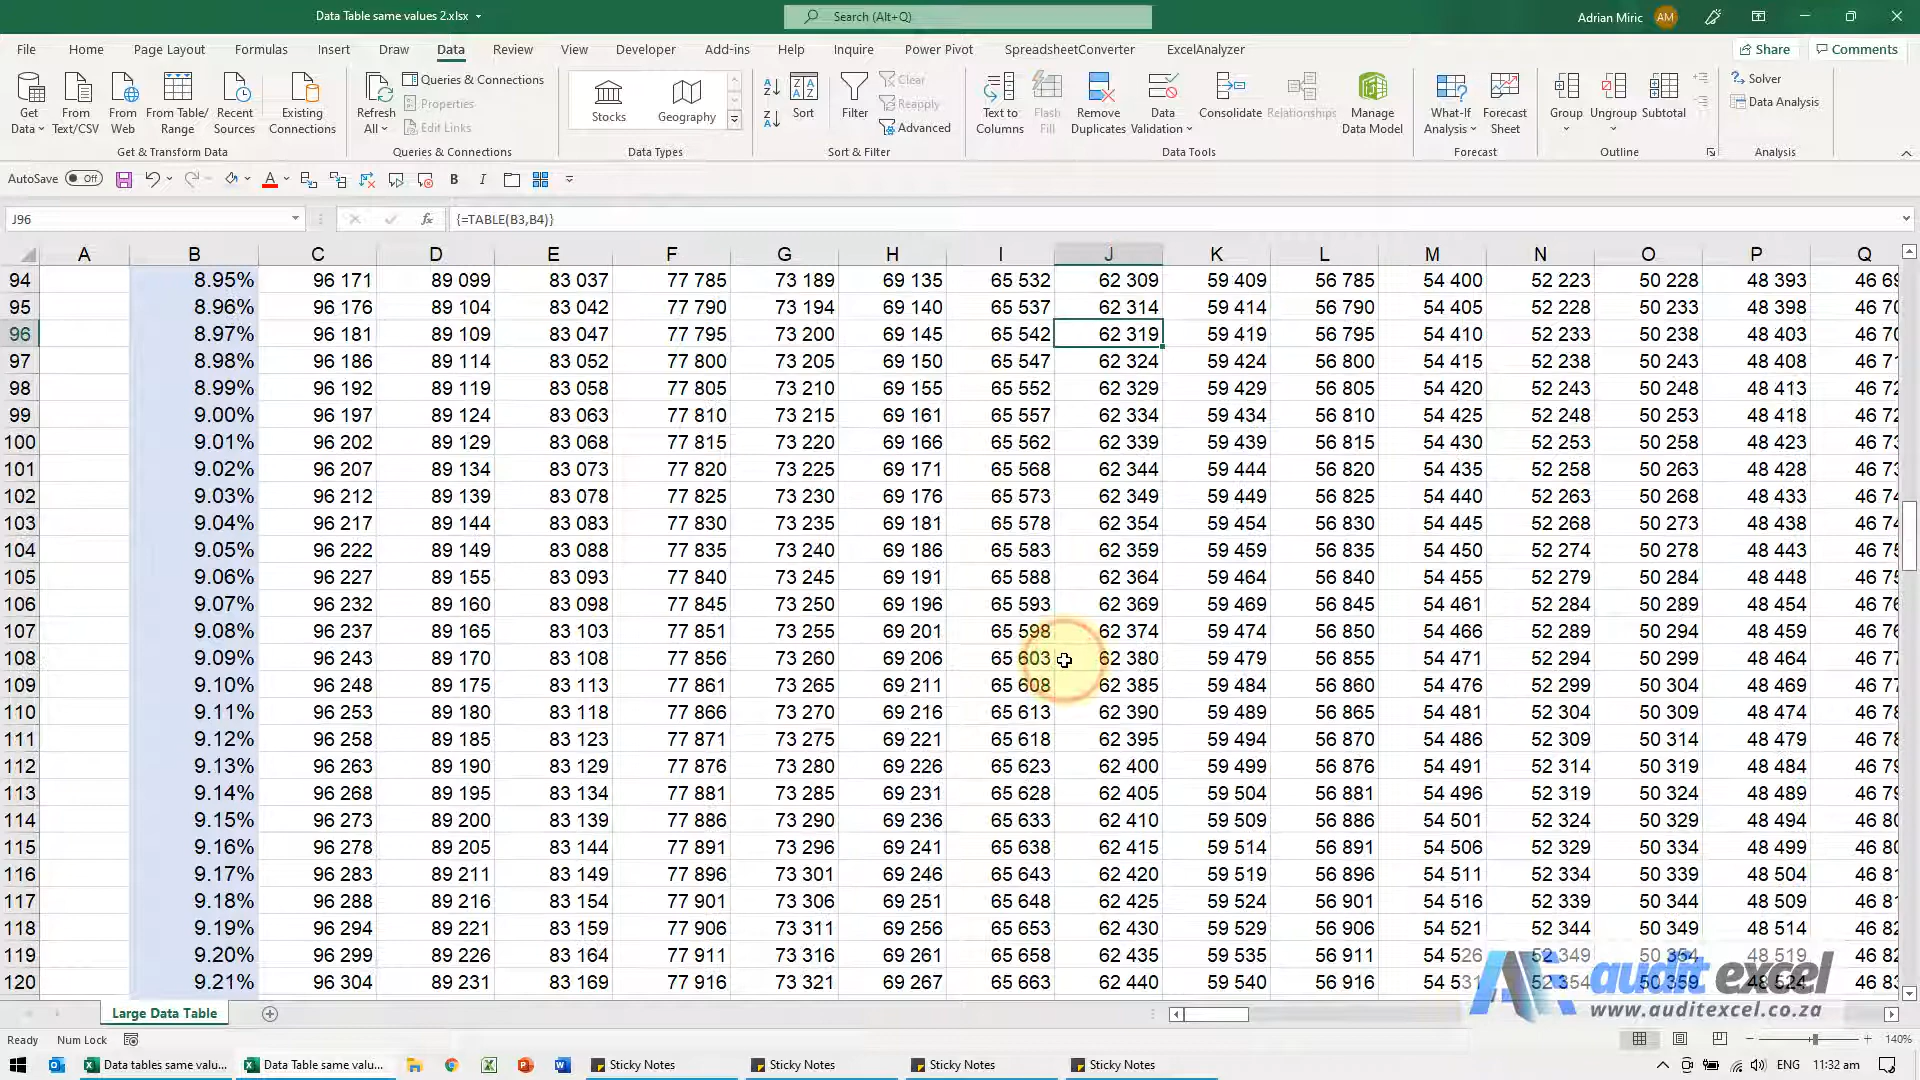 Data Table same values 2.xlsx
Search (Alt+Q)
Adrian Miric AM
File Home Page Layout Formulas Insert Draw Data Review View Developer Add-ins Help Inquire Power Pivot SpreadsheetConverter ExcelAnalyzer Share Comments
Get Data From Text/CSV From Web From Table/ Range Recent Sources Existing Connections
Get & Transform Data
Refresh All Queries & Connections Properties Edit Links
Queries & Connections
Stocks Geography
Data Types
Sort Filter Clear Reapply Advanced
Sort & Filter
Text to Columns Flash Fill Remove Duplicates Data Validation Consolidate Relationships Manage Data Model
Data Tools
What-If Analysis Forecast Sheet
Forecast
Group Ungroup Subtotal
Outline
Solver Data Analysis
Analysis
AutoSave Off B I
J96 fx {=TABLE(B3,B4)}
A B C D E F G H I J K L M N O P Q
94 8.95% 96 171 89 099 83 037 77 785 73 189 69 135 65 532 62 309 59 409 56 785 54 400 52 223 50 228 48 393
95 8.96% 96 176 89 104 83 042 77 790 73 194 69 140 65 537 62 314 59 414 56 790 54 405 52 228 50 233 48 398
96 8.97% 96 181 89 109 83 047 77 795 73 200 69 145 65 542 62 319 59 419 56 795 54 410 52 233 50 238 48 403
97 8.98% 96 186 89 114 83 052 77 800 73 205 69 150 65 547 62 324 59 424 56 800 54 415 52 238 50 243 48 408
98 8.99% 96 192 89 119 83 058 77 805 73 210 69 155 65 552 62 329 59 429 56 805 54 420 52 243 50 248 48 413
99 9.00% 96 197 89 124 83 063 77 810 73 215 69 161 65 557 62 334 59 434 56 810 54 425 52 248 50 253 48 418
100 9.01% 96 202 89 129 83 068 77 815 73 220 69 166 65 562 62 339 59 439 56 815 54 430 52 253 50 258 48 423
101 9.02% 96 207 89 134 83 073 77 820 73 225 69 171 65 568 62 344 59 444 56 820 54 435 52 258 50 263 48 428
102 9.03% 96 212 89 139 83 078 77 825 73 230 69 176 65 573 62 349 59 449 56 825 54 440 52 263 50 268 48 433
103 9.04% 96 217 89 144 83 083 77 830 73 235 69 181 65 578 62 354 59 454 56 830 54 445 52 268 50 273 48 438
104 9.05% 96 222 89 149 83 088 77 835 73 240 69 186 65 583 62 359 59 459 56 835 54 450 52 274 50 278 48 443
105 9.06% 96 227 89 155 83 093 77 840 73 245 69 191 65 588 62 364 59 464 56 840 54 455 52 279 50 284 48 448
106 9.07% 96 232 89 160 83 098 77 845 73 250 69 196 65 593 62 369 59 469 56 845 54 461 52 284 50 289 48 454
107 9.08% 96 237 89 165 83 103 77 851 73 255 69 201 65 598 62 374 59 474 56 850 54 466 52 289 50 294 48 459
108 9.09% 96 243 89 170 83 108 77 856 73 260 69 206 65 603 62 380 59 479 56 855 54 471 52 294 50 299 48 464
109 9.10% 96 248 89 175 83 113 77 861 73 265 69 211 65 608 62 385 59 484 56 860 54 476 52 299 50 304 48 469
110 9.11% 96 253 89 180 83 118 77 866 73 270 69 216 65 613 62 390 59 489 56 865 54 481 52 304 50 309 48 474
111 9.12% 96 258 89 185 83 123 77 871 73 275 69 221 65 618 62 395 59 494 56 870 54 486 52 309 50 314 48 479
112 9.13% 96 263 89 190 83 129 77 876 73 280 69 226 65 623 62 400 59 499 56 876 54 491 52 314 50 319 48 484
113 9.14% 96 268 89 195 83 134 77 881 73 285 69 231 65 628 62 405 59 504 56 881 54 496 52 319 50 324 48 489
114 9.15% 96 273 89 200 83 139 77 886 73 290 69 236 65 633 62 410 59 509 56 886 54 501 52 324 50 329 48 494
115 9.16% 96 278 89 205 83 144 77 891 73 296 69 241 65 638 62 415 59 514 56 891 54 506 52 329 50 334 48 499
116 9.17% 96 283 89 211 83 149 77 896 73 301 69 246 65 643 62 420 59 519 56 896 54 511 52 334 50 339 48 504
117 9.18% 96 288 89 216 83 154 77 901 73 306 69 251 65 648 62 425 59 524 56 901 54 516 52 339 50 344 48 509
118 9.19% 96 294 89 221 83 159 77 906 73 311 69 256 65 653 62 430 59 529 56 906 54 521 52 344 50 349 48 514
119 9.20% 96 299 89 226 83 164 77 911 73 316 69 261 65 658 62 435 59 535 56 911 54 526 52 349 50 354 48 519
120 9.21% 96 304 89 231 83 169 77 916 73 321 69 267 65 663 62 440 59 540 56 916 54 531 52 354 50 359 48 524
audit excel
www.auditexcel.co.za
Large Data Table
Ready Num Lock 140%
Data tables same valu... Data Table same valu... Sticky Notes Sticky Notes Sticky Notes Sticky Notes ENG 11:32 am